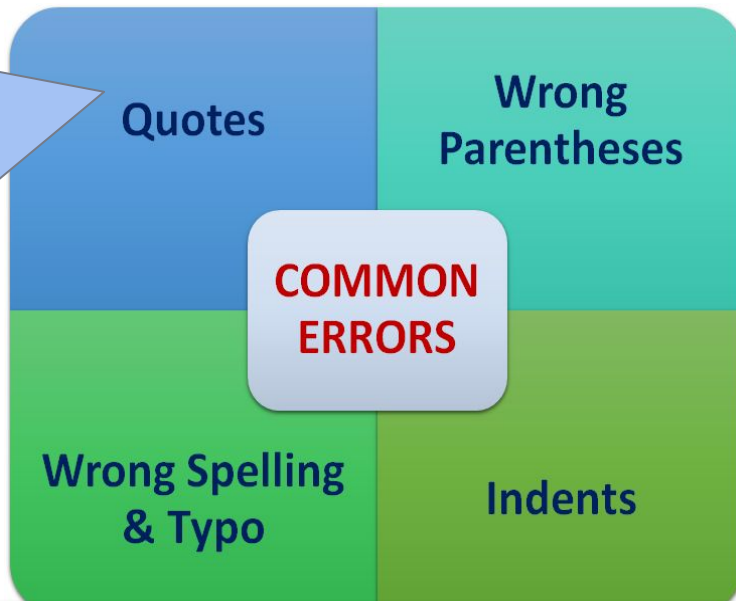 Quotes
Wrong
Parentheses
COMMON
ERRORS
Wrong Spelling
& Typo
Indents